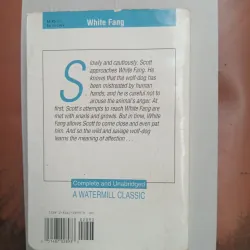 White Fang
Slowly and cautiously, Scott
approaches White Fang. He
knows that the wolf-dog has
been mistreated by human
hands, and he is careful not to
arouse the animal's anger. At
first, Scott's attempts to reach White Fang are
met with snarls and growls. But in time, White
Fang allows Scott to come close and even pat
him. And so the wild and savage wolf-dog
learns the meaning of affection . . .
Complete and Unabridged
A WATERMILL CLASSIC